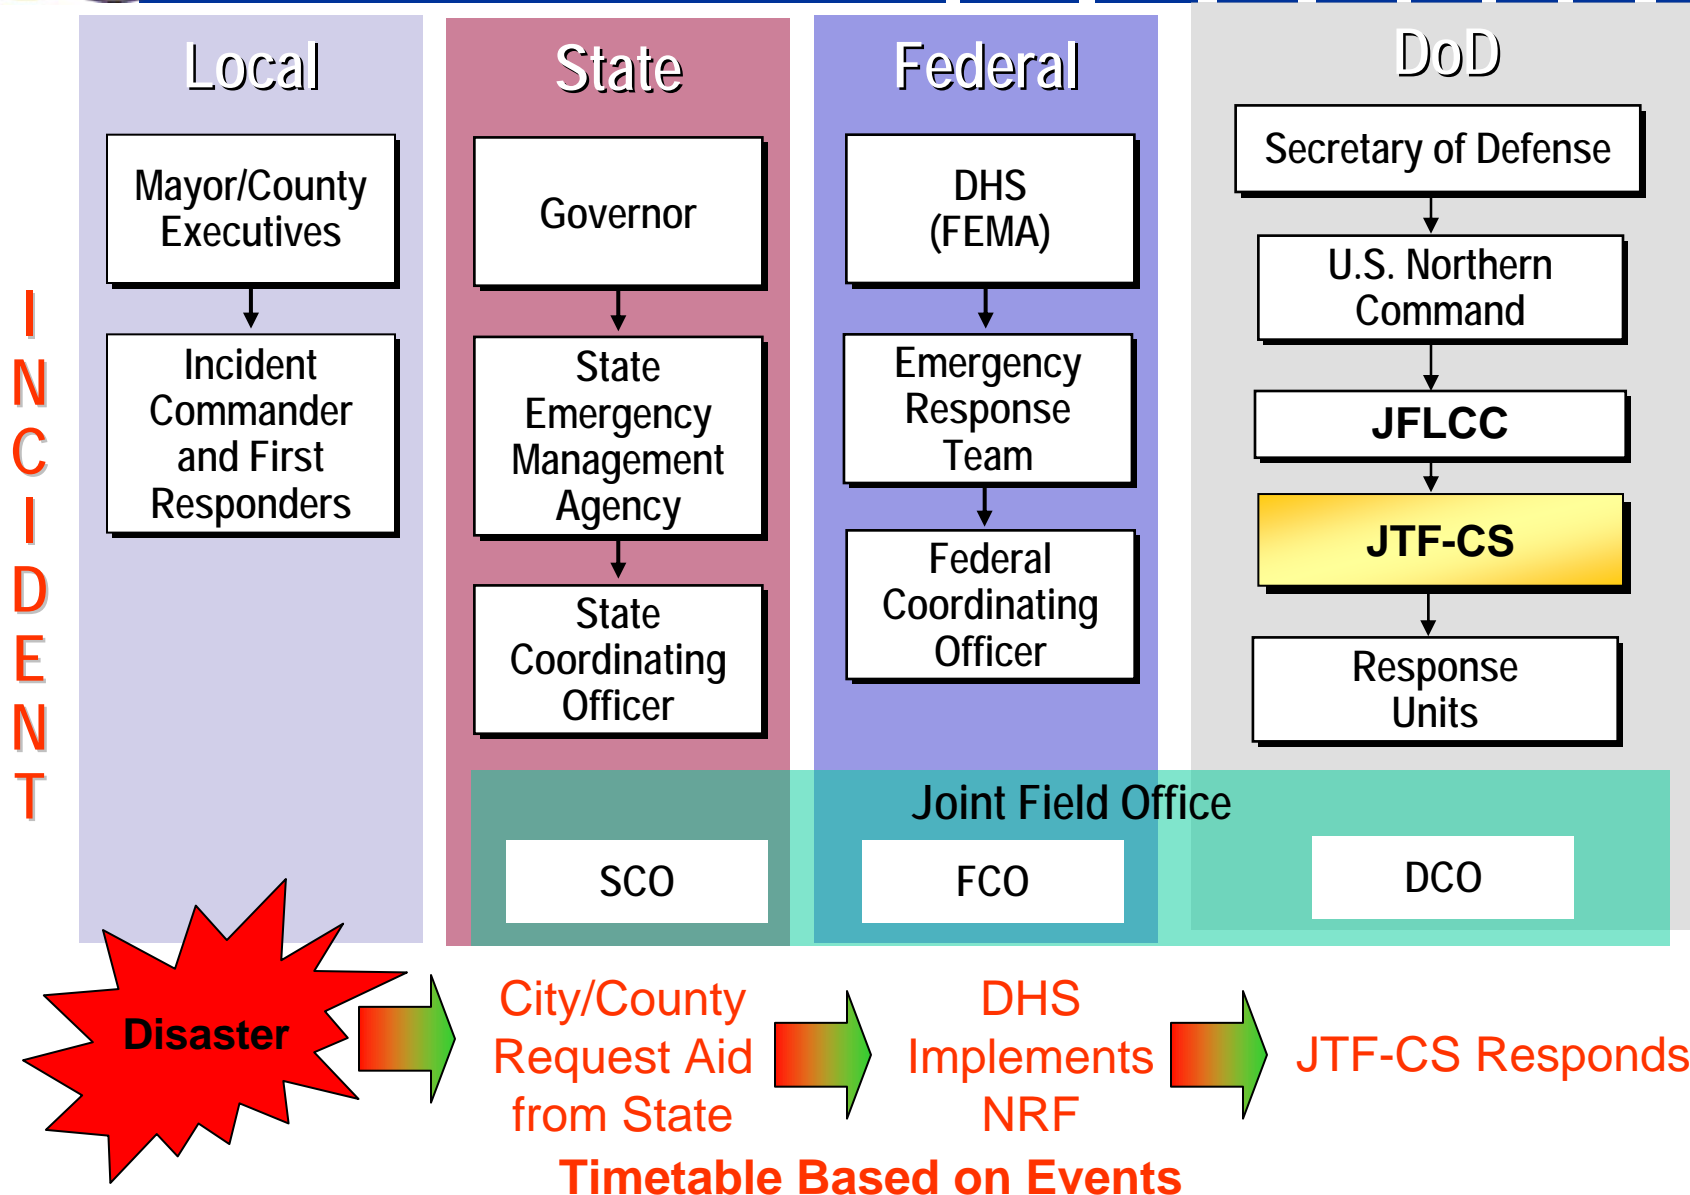 Local
Mayor/County
Executives
Incident
Commander
and First
Responders
State
Governor
State
Emergency
Management
Agency
State
Coordinating
Officer
Federal
DHS
(FEMA)
Emergency
Response
Team
Federal
Coordinating
Officer
DoD
Secretary of Defense
U.S. Northern
Command
JFLCC
JTF-CS
Response
Units
INCIDENT
Joint Field Office
SCO
FCO
DCO
Disaster
City/County
Request Aid
from State
DHS
Implements
NRF
JTF-CS Responds
Timetable Based on Events